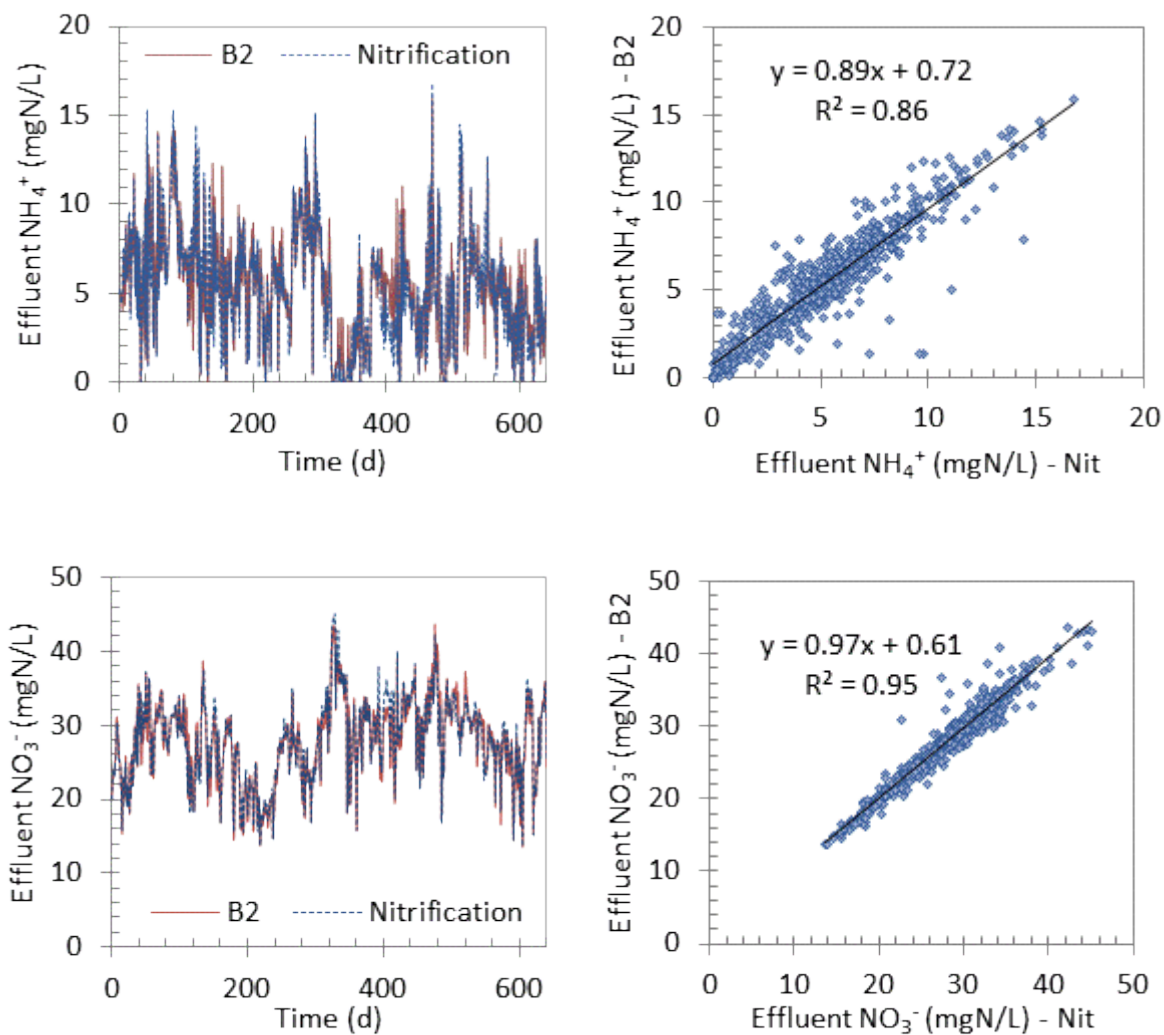 20
15
10
5
0
Effluent NH₄⁺ (mgN/L)
B2
Nitrification
0
200
400
600
Time (d)
20
15
10
5
0
Effluent NH₄⁺ (mgN/L) - B2
y = 0.89x + 0.72
R² = 0.86
0
5
10
15
20
Effluent NH₄⁺ (mgN/L) - Nit
50
40
30
20
10
0
Effluent NO₃⁻ (mgN/L)
B2
Nitrification
0
200
400
600
Time (d)
50
40
30
20
10
0
Effluent NO₃⁻ (mgN/L) - B2
y = 0.97x + 0.61
R² = 0.95
0
10
20
30
40
50
Effluent NO₃⁻ (mgN/L) - Nit